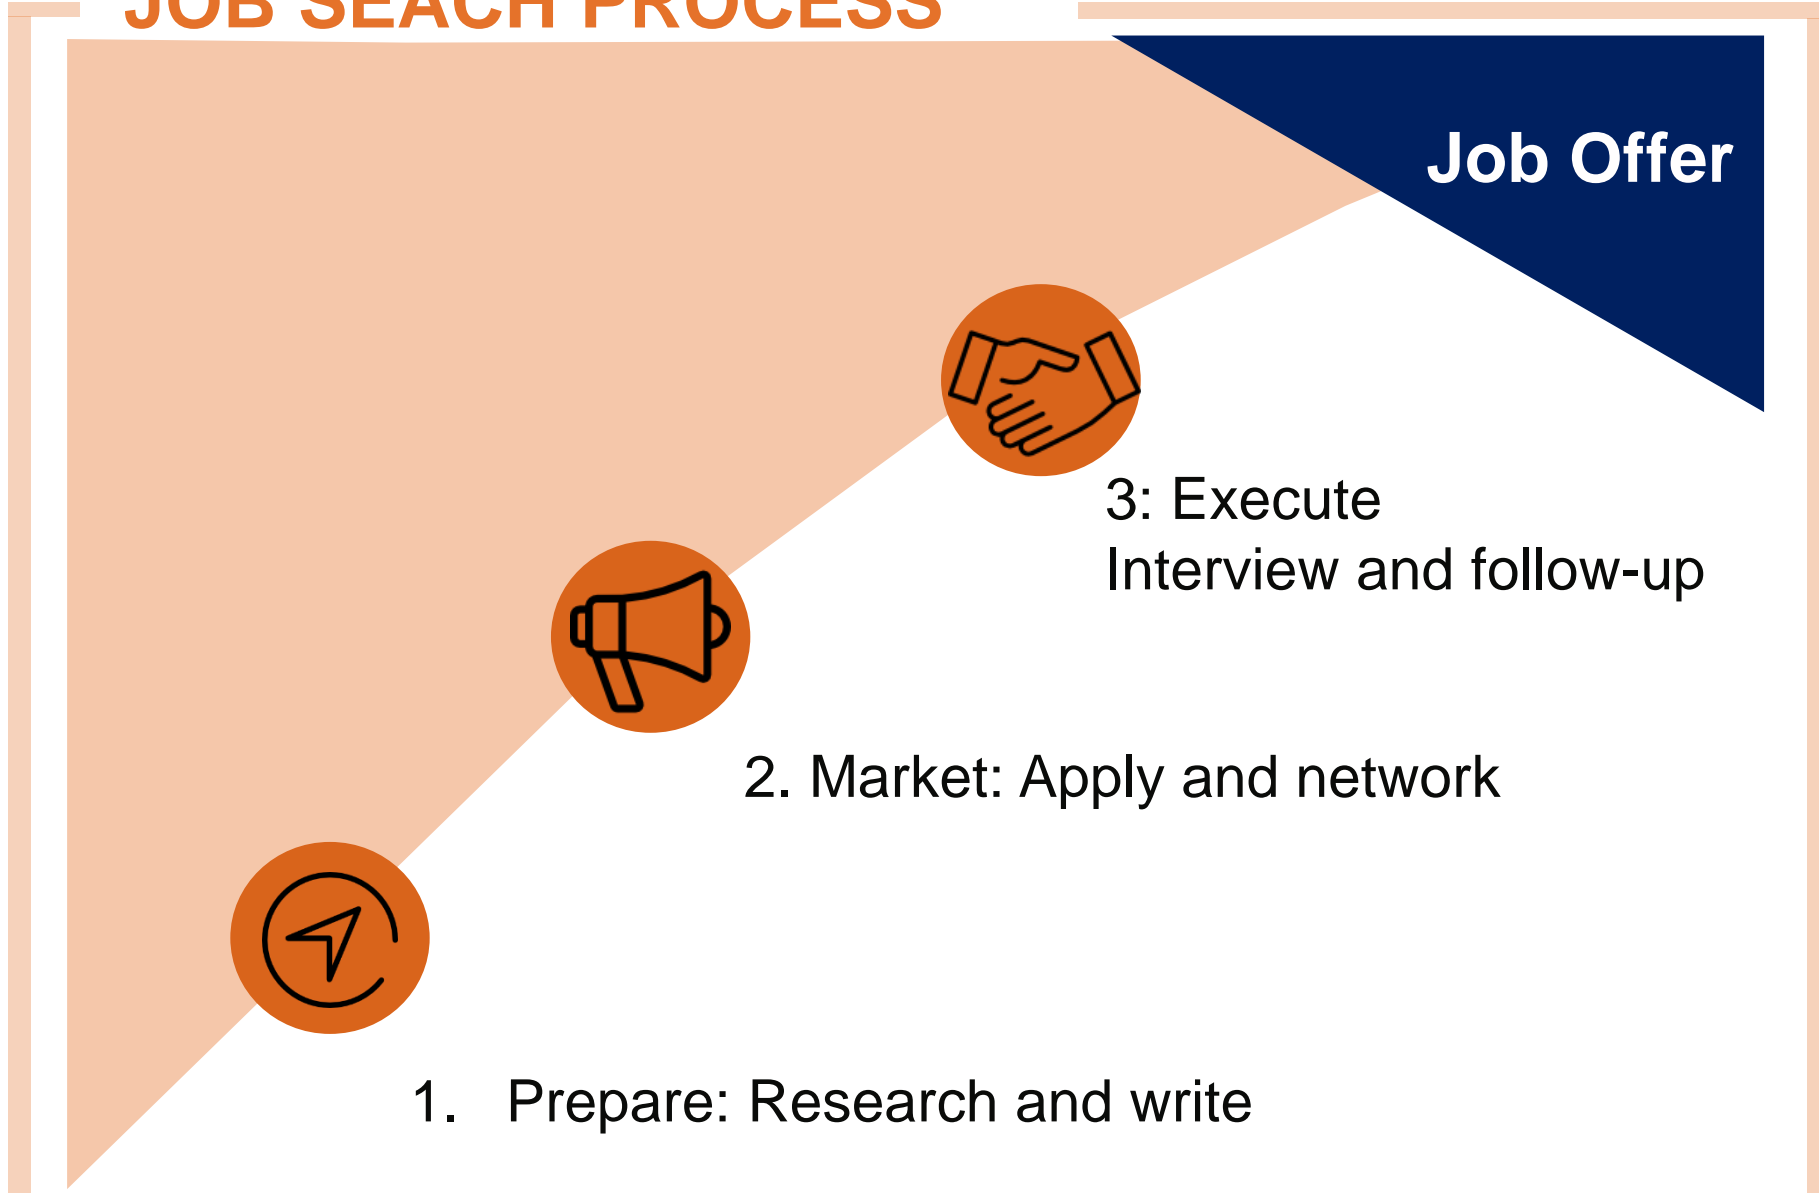 JOB SEACH PROCESS
Job Offer
3: Execute
Interview and follow-up
2. Market: Apply and network
1. Prepare: Research and write